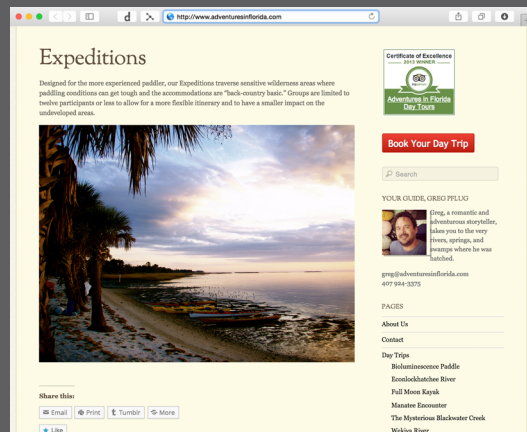 http://www.adventuresinflorida.com
Expeditions
Designed for the more experienced paddler, our Expeditions traverse sensitive wilderness areas where
paddling conditions can get tough and the accommodations are “back-country basic.” Groups are limited to
twelve participants or less to allow for a more flexible itinerary and to have a smaller impact on the
undeveloped areas.
Share this:
Email
Print
Tumblr
More
Like
Certificate of Excellence
2013 WINNER
Adventures in Florida
Day Tours
Book Your Day Trip
Search
YOUR GUIDE, GREG PFLUG
Greg, a romantic and
adventurous storyteller,
takes you to the very
rivers, springs, and
swamps where he was
hatched.
greg@adventuresinflorida.com
407 924-3375
PAGES
About Us
Contact
Day Trips
Bioluminescence Paddle
Econlockhatchee River
Full Moon Kayak
Manatee Encounter
The Mysterious Blackwater Creek
Wekiva River